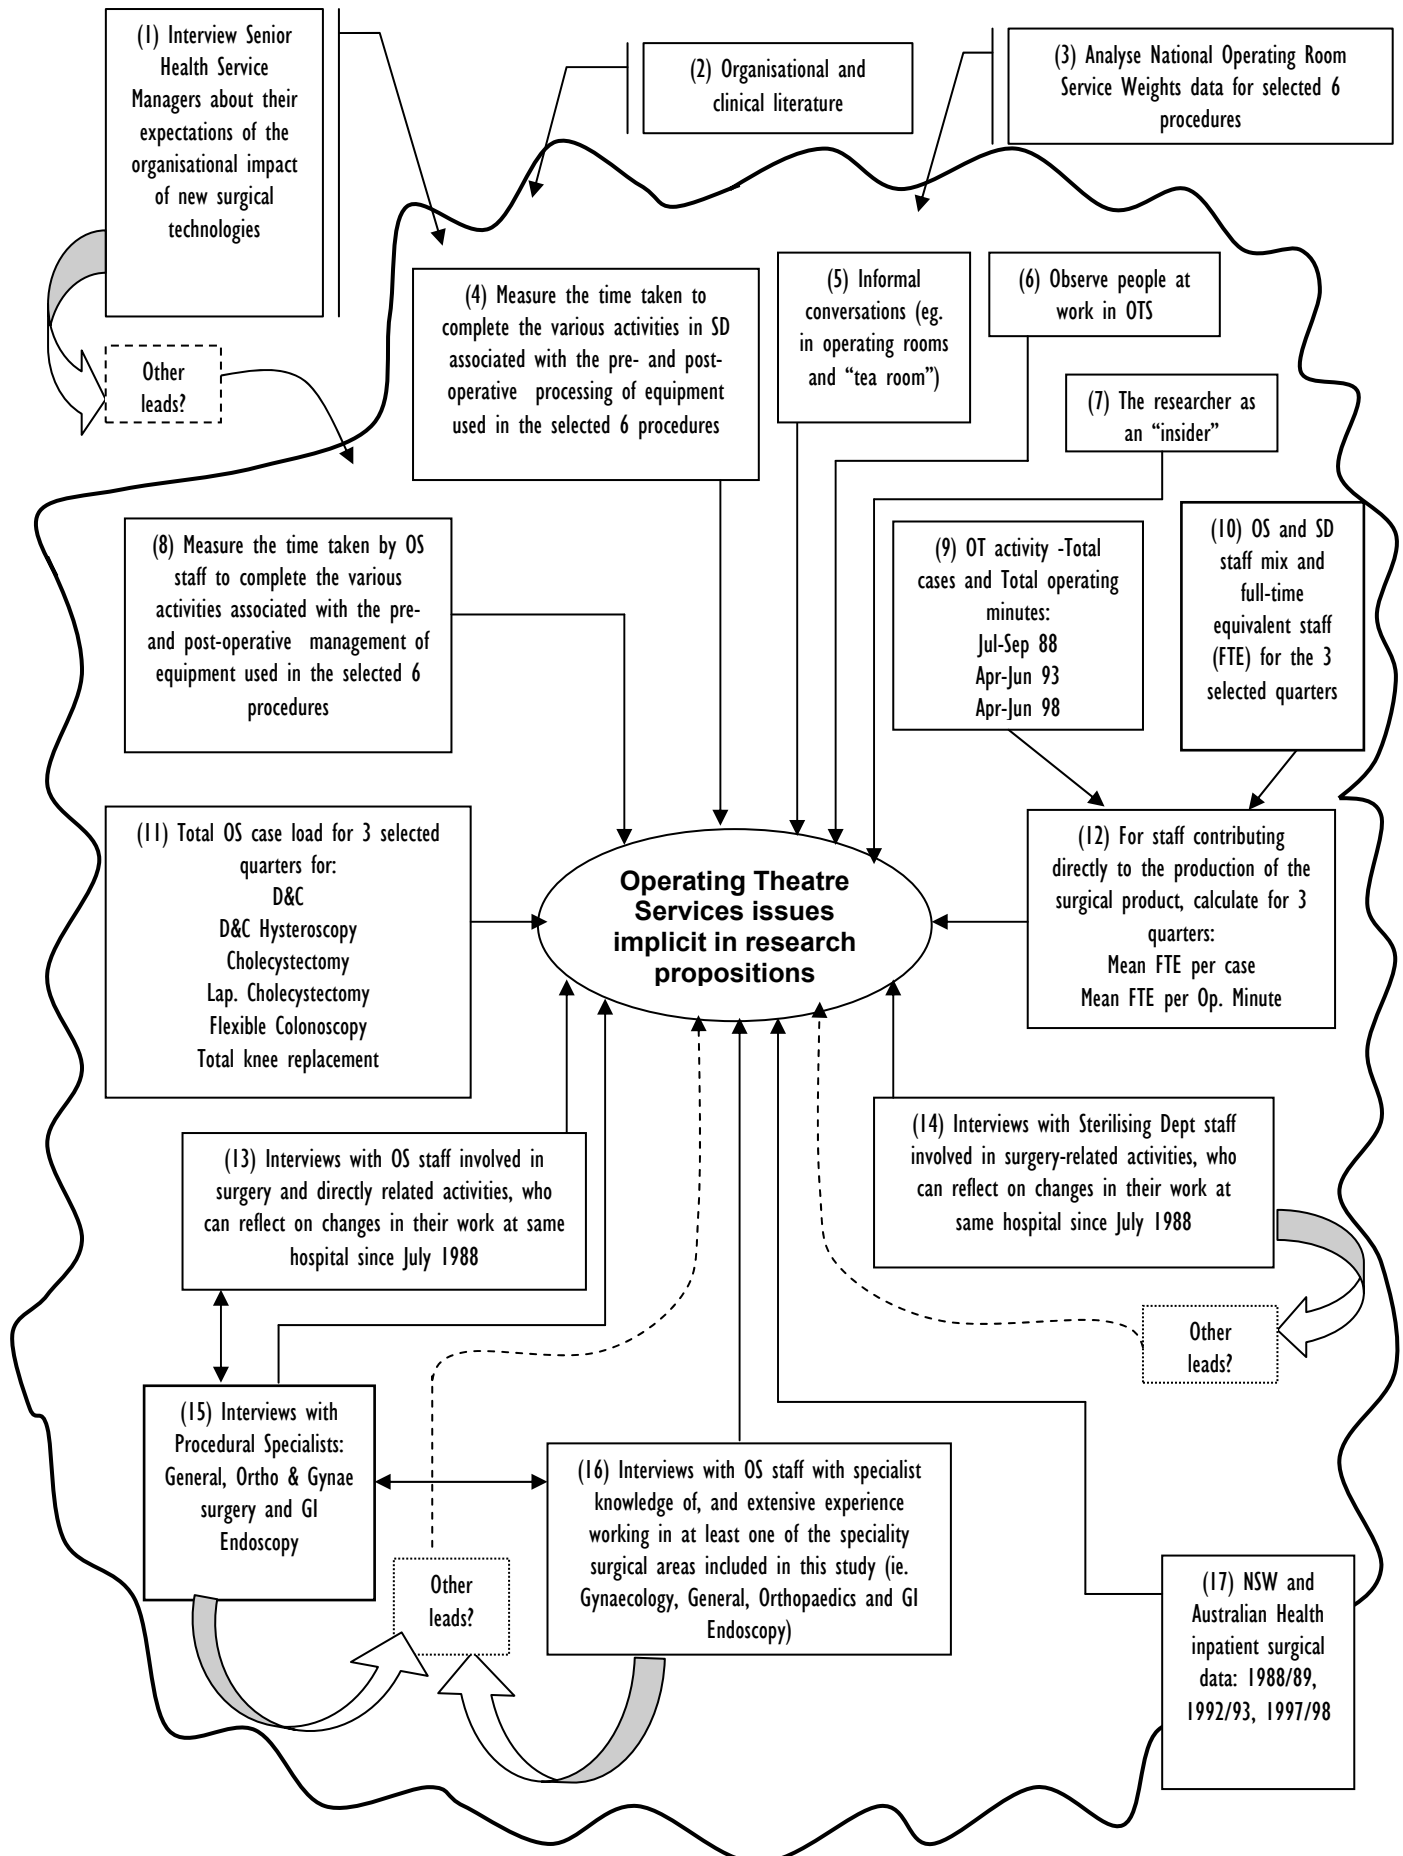 (1) Interview Senior
Health Service
Managers about their
expectations of the
organisational impact
of new surgical
technologies
(2) Organisational and
clinical literature
(3) Analyse National Operating Room
Service Weights data for selected 6
procedures
Other
leads?
(4) Measure the time taken to
complete the various activities in SD
associated with the pre- and post-
operative processing of equipment
used in the selected 6 procedures
(5) Informal
conversations (eg.
in operating rooms
and “tea room”)
(6) Observe people at
work in OTS
(7) The researcher as
an “insider”
(8) Measure the time taken by OS
staff to complete the various
activities associated with the pre-
and post-operative management of
equipment used in the selected 6
procedures
(9) OT activity -Total
cases and Total operating
minutes:
Jul-Sep 88
Apr-Jun 93
Apr-Jun 98
(10) OS and SD
staff mix and
full-time
equivalent staff
(FTE) for the 3
selected quarters
(11) Total OS case load for 3 selected
quarters for:
D&C
D&C Hysteroscopy
Cholecystectomy
Lap. Cholecystectomy
Flexible Colonoscopy
Total knee replacement
Operating Theatre
Services issues
implicit in research
propositions
(12) For staff contributing
directly to the production of the
surgical product, calculate for 3
quarters:
Mean FTE per case
Mean FTE per Op. Minute
(13) Interviews with OS staff involved in
surgery and directly related activities, who
can reflect on changes in their work at same
hospital since July 1988
(14) Interviews with Sterilising Dept staff
involved in surgery-related activities, who
can reflect on changes in their work at
same hospital since July 1988
Other
leads?
(15) Interviews with
Procedural Specialists:
General, Ortho & Gynae
surgery and GI
Endoscopy
Other
leads?
(16) Interviews with OS staff with specialist
knowledge of, and extensive experience
working in at least one of the speciality
surgical areas included in this study (ie.
Gynaecology, General, Orthopaedics and GI
Endoscopy)
(17) NSW and
Australian Health
inpatient surgical
data: 1988/89,
1992/93, 1997/98